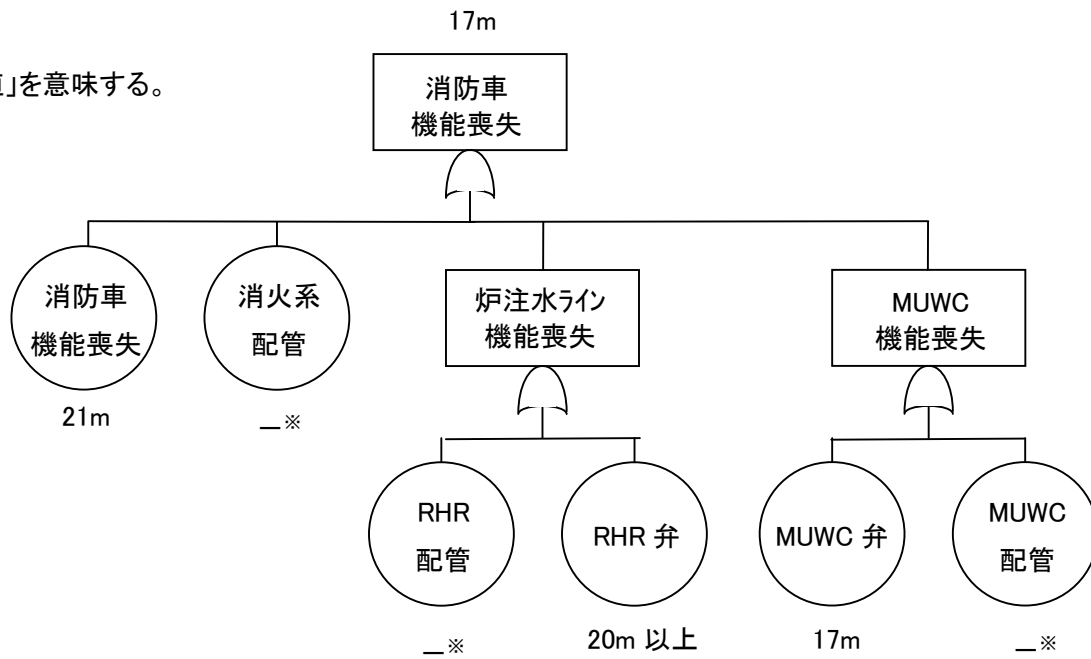 17m
」を意味する。
消防車
機能喪失
消防車
機能喪失
21m
消火系
配管
_※
炉注水ライン
機能喪失
MUWC
機能喪失
RHR
配管
_※
RHR 弁
20m 以上
MUWC 弁
17m
MUWC
配管
_※